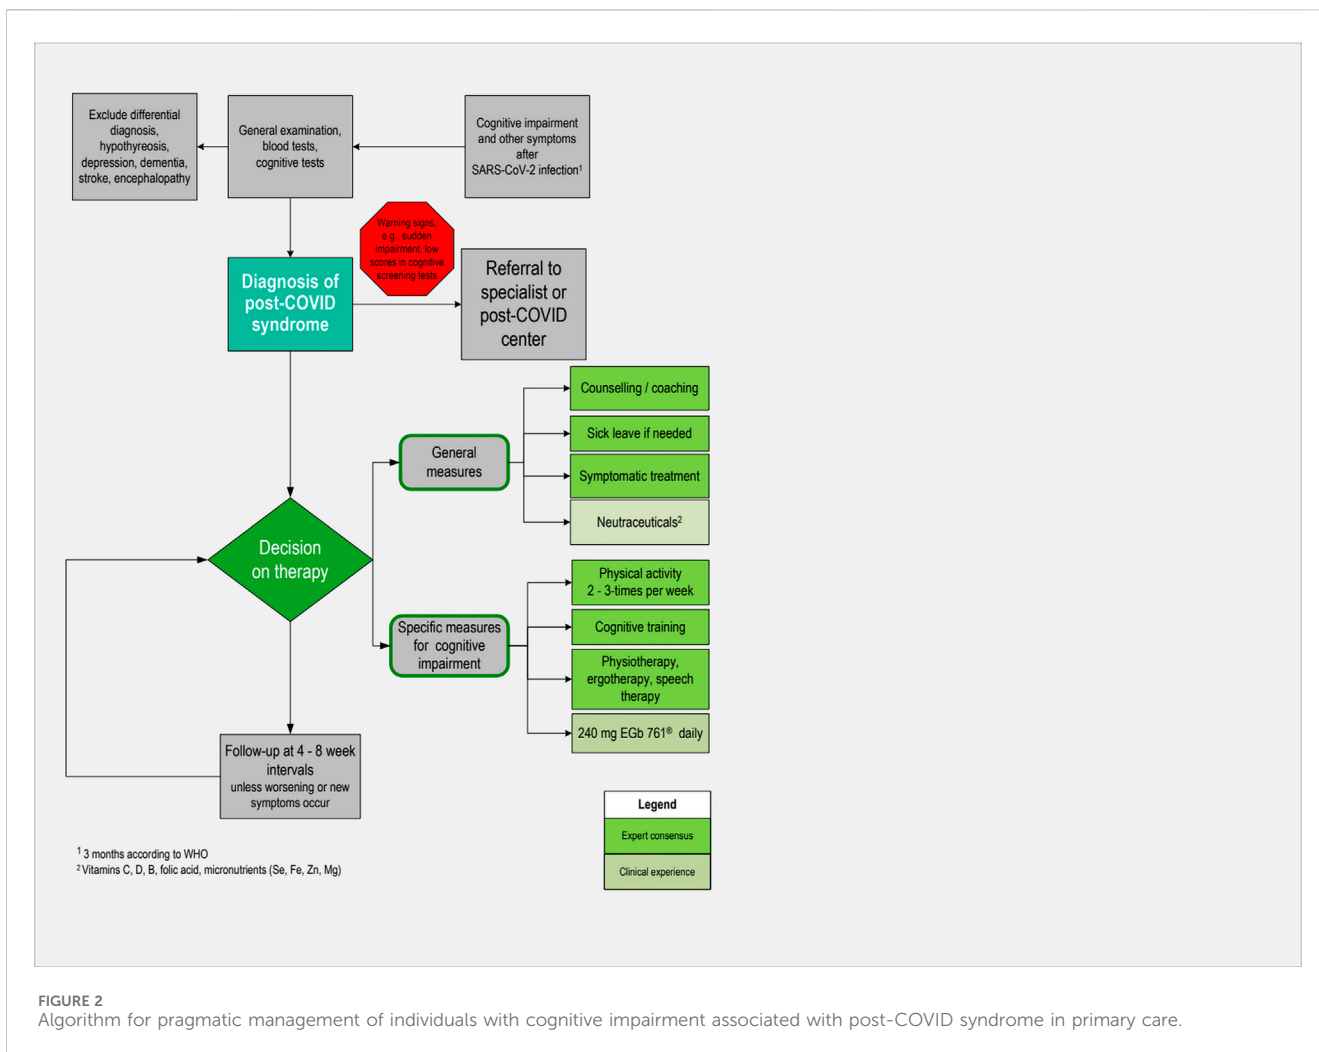 Exclude differential
diagnosis,
hypothyreosis,
depression, dementia,
stroke, encephalopathy
General examination,
blood tests,
cognitive tests
Cognitive impairment
and other symptoms
after
SARS-CoV-2 infection¹
Warning signs,
e.g., sudden
impairment, low
scores in cognitive
screening tests
Diagnosis of
post-COVID
syndrome
Referral to
specialist or
post-COVID
center
Counselling / coaching
Sick leave if needed
General
measures
Symptomatic treatment
Neutraceuticals²
Decision
on therapy
Physical activity
2 - 3-times per week
Cognitive training
Specific measures
for cognitive
impairment
Physiotherapy,
ergotherapy, speech
therapy
240 mg EGb 761® daily
Follow-up at 4 - 8 week
intervals
unless worsening or new
symptoms occur
Legend
Expert consensus
Clinical experience
¹ 3 months according to WHO
² Vitamins C, D, B, folic acid, micronutrients (Se, Fe, Zn, Mg)
FIGURE 2
Algorithm for pragmatic management of individuals with cognitive impairment associated with post-COVID syndrome in primary care.